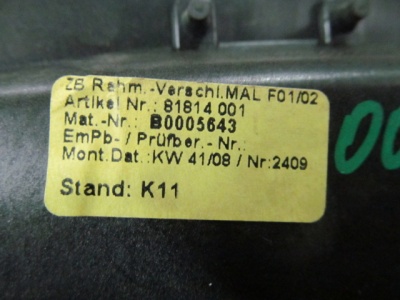 ZB Rahm.-Verschl.MAL F01/02
Artikel Nr.: 81814 001
Mat.-Nr.: B0005643
EmPb- / Prüfber.- Nr.:
Mont.Dat.:KW 41/08 / Nr:2409
Stand: K11